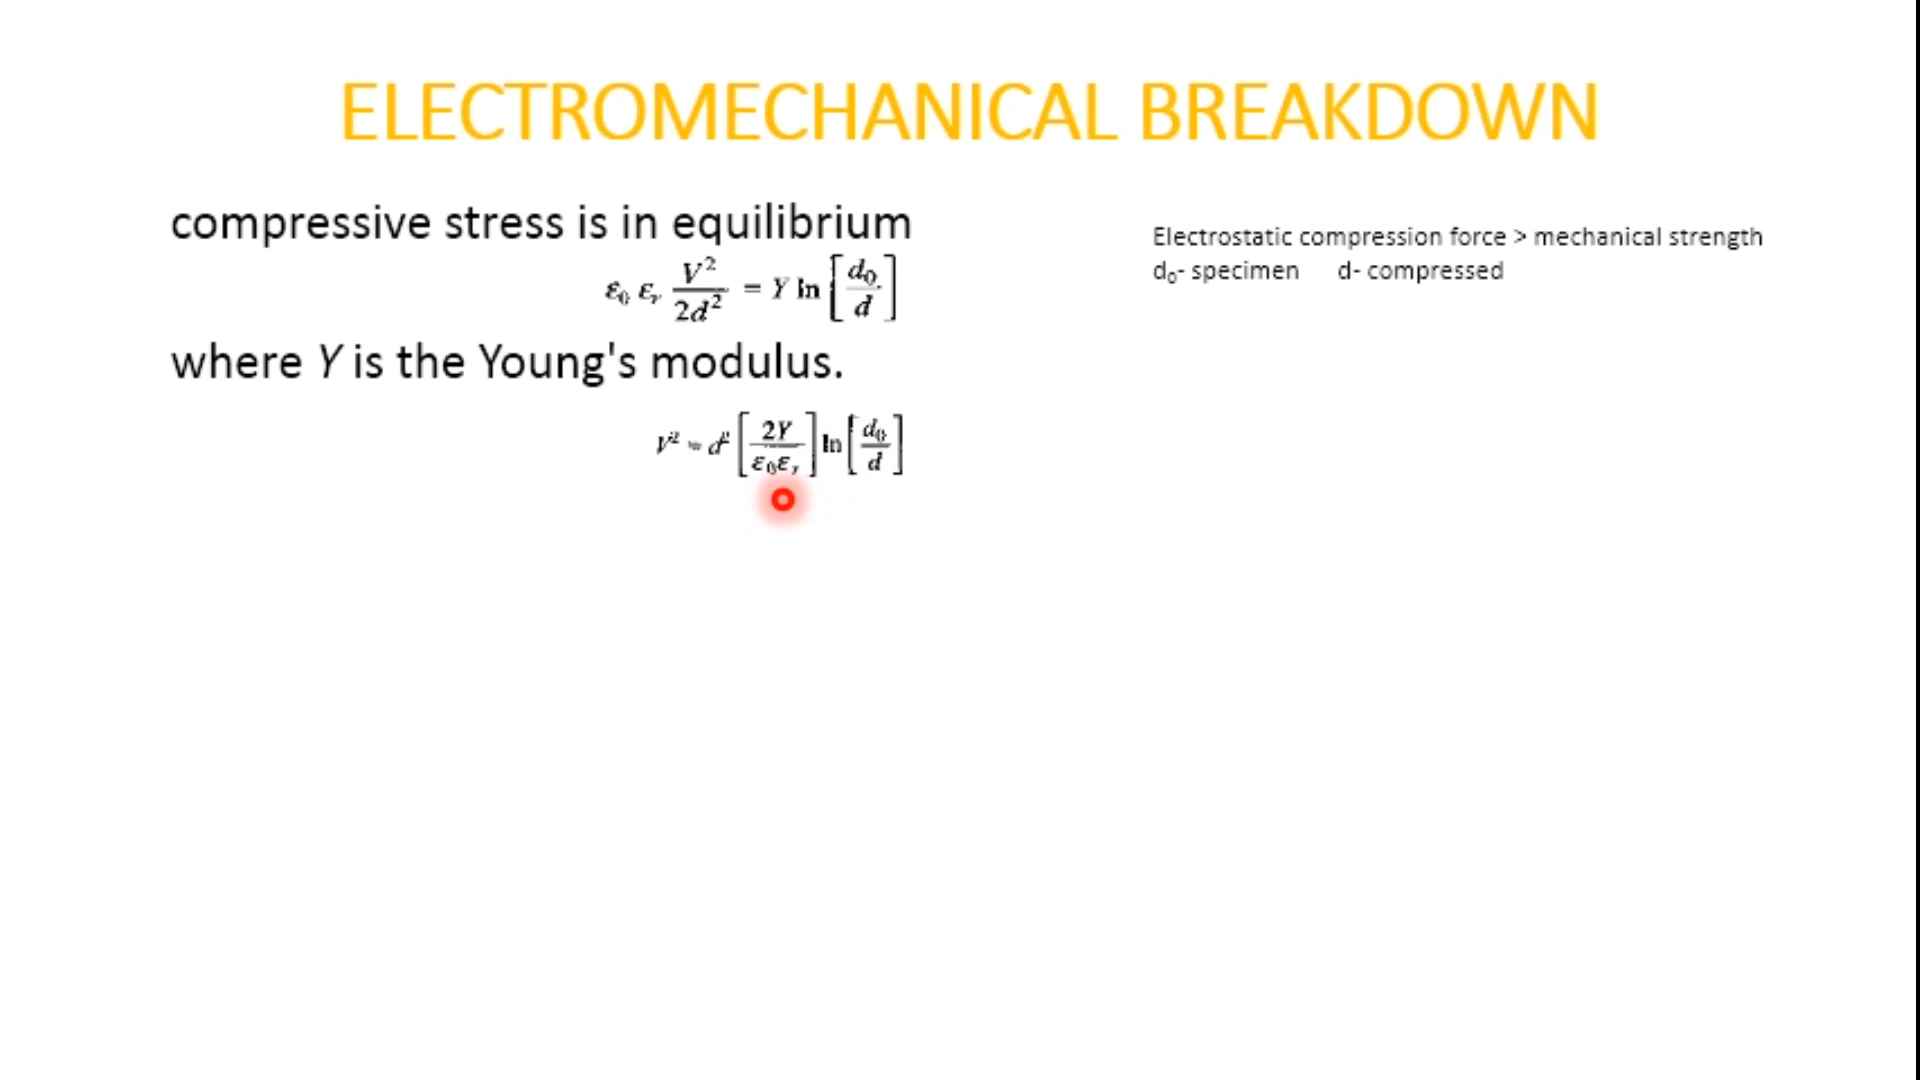 ELECTROMECHANICAL BREAKDOWN
compressive stress is in equilibrium
ε₀ εᵣ V²/2d² = Y ln [d₀/d]
where Y is the Young's modulus.
V² = d² [2Y/ε₀εᵣ] ln [d₀/d]
Electrostatic compression force > mechanical strength
d₀- specimen d- compressed